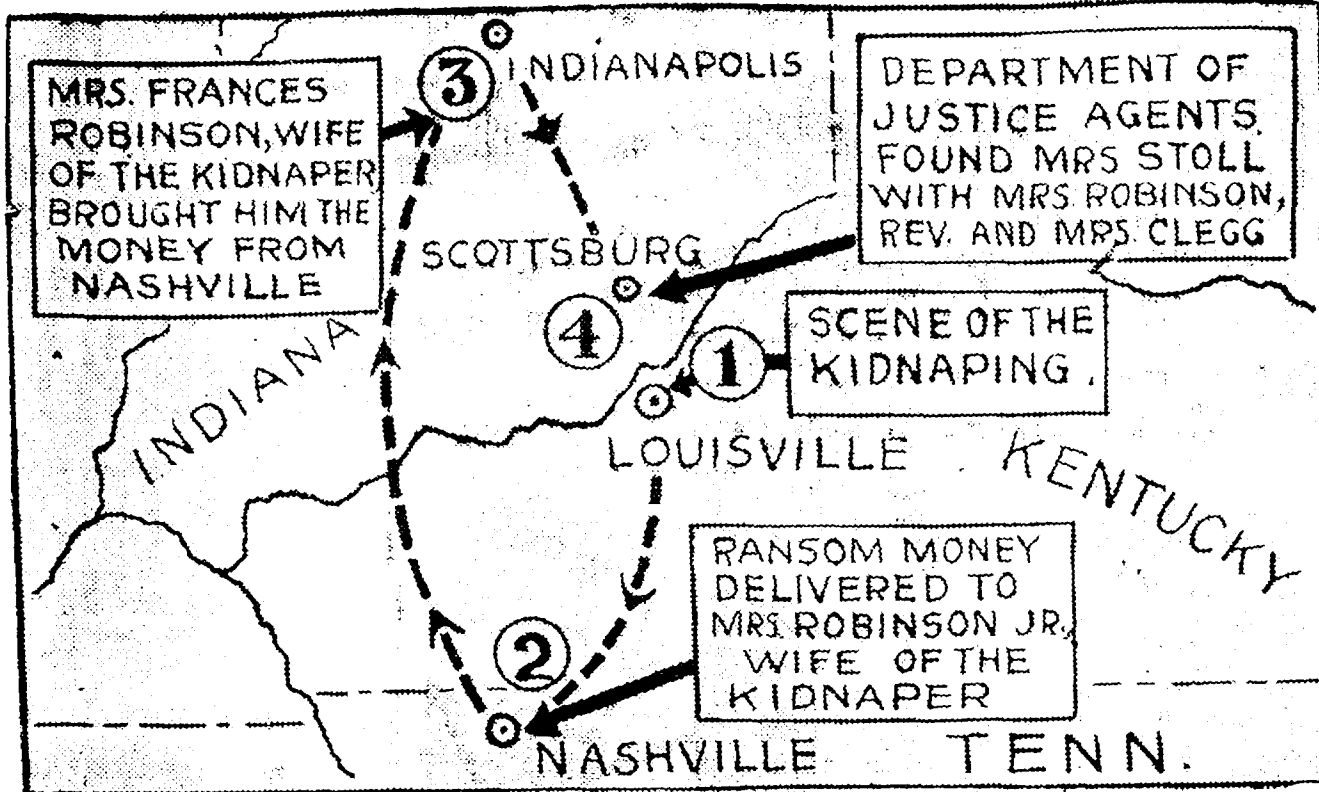 3
INDIANAPOLIS
MRS. FRANCES
ROBINSON, WIFE
OF THE KIDNAPER
BROUGHT HIM THE
MONEY FROM
NASHVILLE
DEPARTMENT OF
JUSTICE AGENTS
FOUND MRS STOLL
WITH MRS. ROBINSON,
REV. AND MRS. CLEGG
SCOTTSBURG
4
1
SCENE OF THE
KIDNAPING.
INDIANA
LOUISVILLE
KENTUCKY
RANSOM MONEY
DELIVERED TO
MRS. ROBINSON JR.,
WIFE OF THE
KIDNAPER
2
NASHVILLE
TENN.